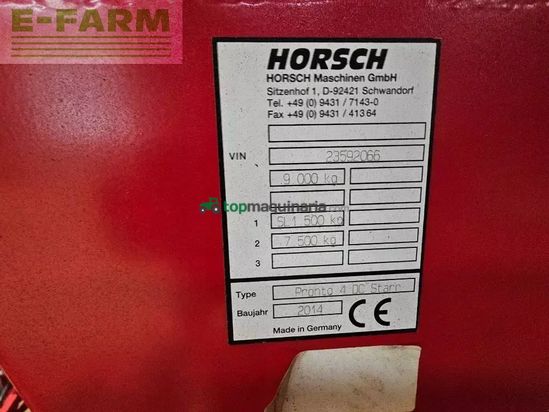 E-FARM
HORSCH
HORSCH Maschinen GmbH
Sitzenhof 1, D-92421 Schwandorf
Tel. +49 (0) 9431 / 7143-0
Fax +49 (0) 9431 / 41364
VIN 23592066
9 000 kg
topmaquinaria.com
1 SL1 500 kg
2 7 500 kg
3
Type Pronto 4 DC Starr
Baujahr 2014
Made in Germany CE